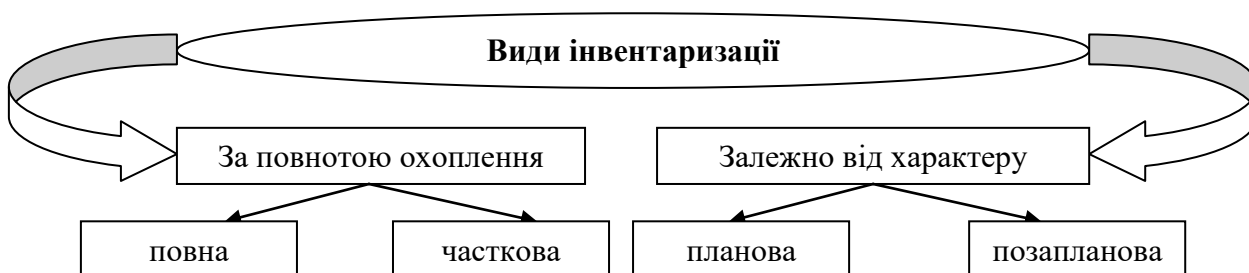 Види інвентаризації
За повнотою охоплення
Залежно від характеру
повна
часткова
планова
позапланова